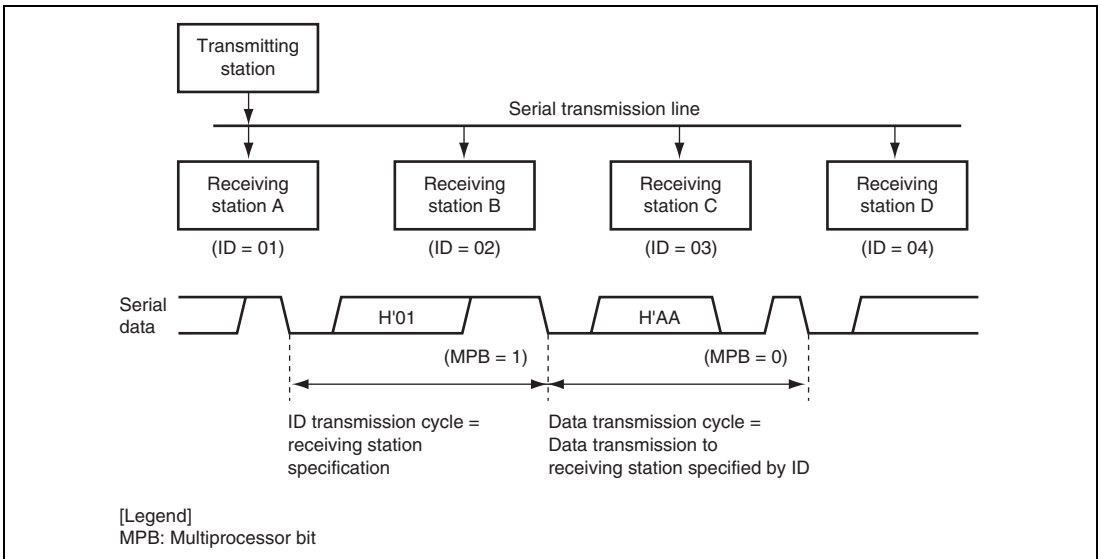 Transmitting
station
Serial transmission line
Receiving
station A
Receiving
station B
Receiving
station C
Receiving
station D
(ID = 01)
(ID = 02)
(ID = 03)
(ID = 04)
Serial
data
H'01
H'AA
(MPB = 1)
(MPB = 0)
ID transmission cycle =
receiving station
specification
Data transmission cycle =
Data transmission to
receiving station specified by ID
[Legend]
MPB: Multiprocessor bit